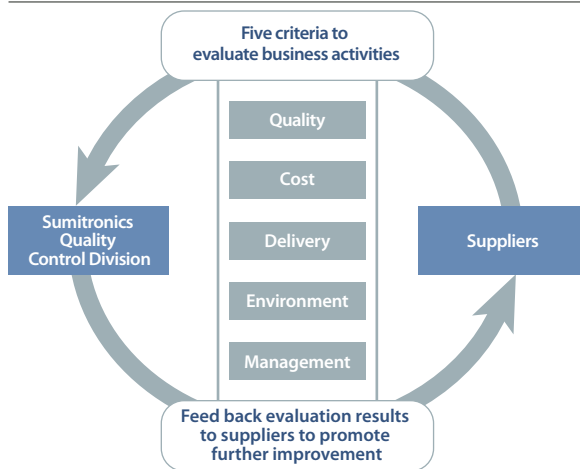 Five criteria to
evaluate business activities
Quality
Cost
Sumitronics
Quality
Control Division
Delivery
Suppliers
Environment
Management
Feed back evaluation results
to suppliers to promote
further improvement